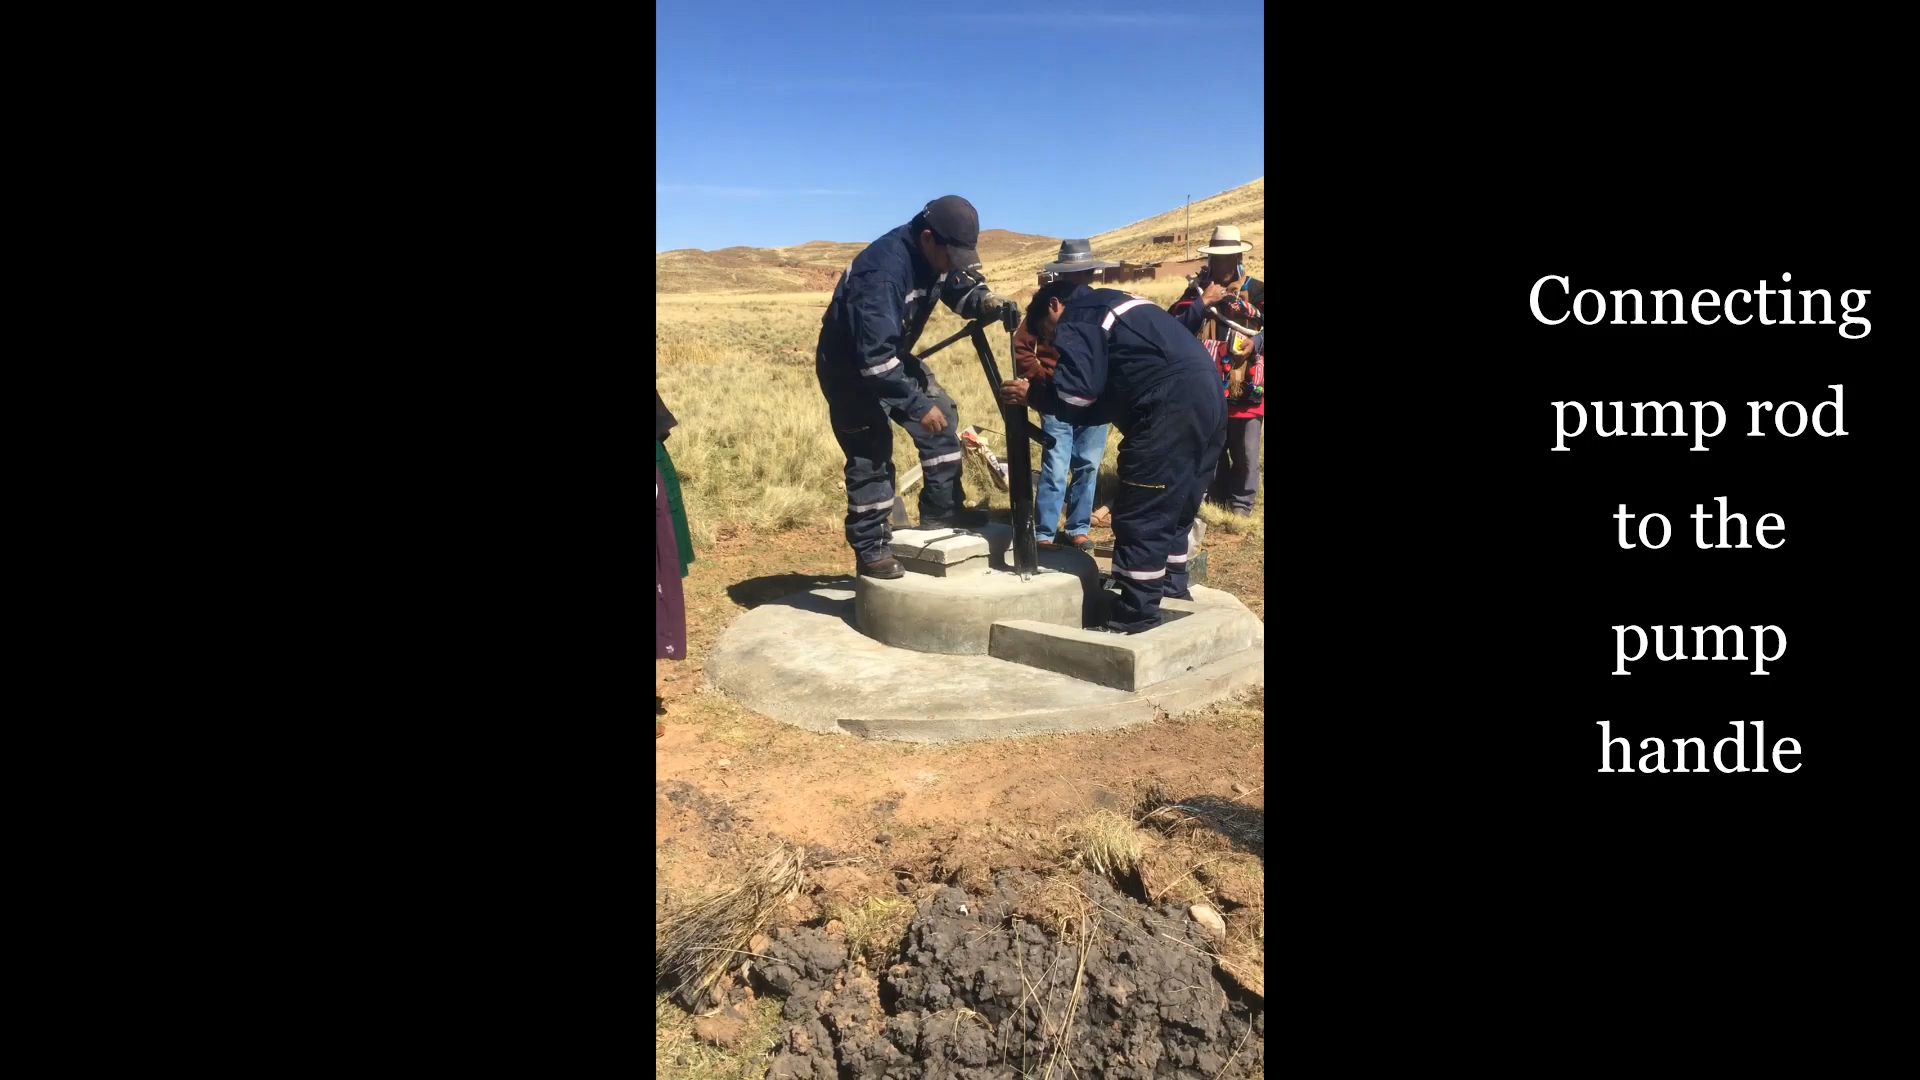 Connecting
pump rod
to the
pump
handle